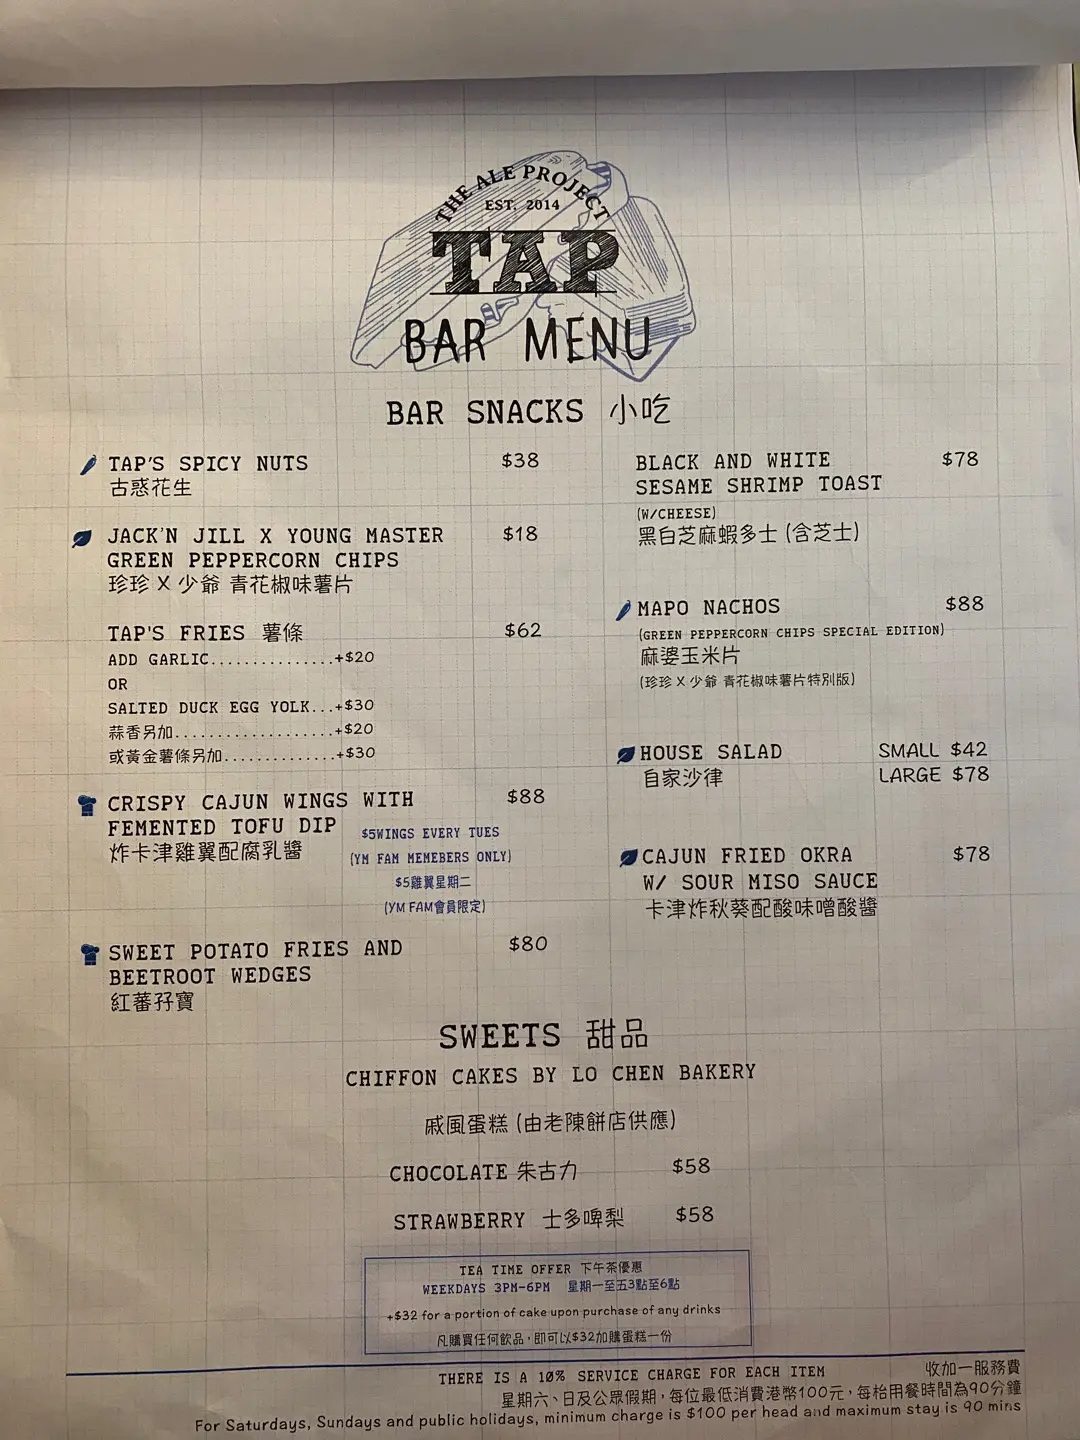 THE ALE PROJECT
EST. 2014
TAP
BAR MENU
BAR SNACKS 小吃
TAP'S SPICY NUTS $38
古惑花生
JACK'N JILL X YOUNG MASTER $18
GREEN PEPPERCORN CHIPS
珍珍 X 少爺 青花椒味薯片
TAP'S FRIES 薯條 $62
ADD GARLIC...............+$20
OR
SALTED DUCK EGG YOLK...+$30
蒜香另加...................+$20
或黃金薯條另加..............+$30
CRISPY CAJUN WINGS WITH $88
FEMENTED TOFU DIP
炸卡津雞翼配腐乳醬
$5WINGS EVERY TUES
(YM FAM MEMEBERS ONLY)
$5雞翼星期二
(YM FAM會員限定)
SWEET POTATO FRIES AND $80
BEETROOT WEDGES
紅蕃孖寶
BLACK AND WHITE $78
SESAME SHRIMP TOAST
(W/CHEESE)
黑白芝麻蝦多士 (含芝士)
MAPO NACHOS $88
(GREEN PEPPERCORN CHIPS SPECIAL EDITION)
麻婆玉米片
(珍珍 X 少爺 青花椒味薯片特別版)
HOUSE SALAD SMALL $42
自家沙律 LARGE $78
CAJUN FRIED OKRA $78
W/ SOUR MISO SAUCE
卡津炸秋葵配酸味噌酸醬
SWEETS 甜品
CHIFFON CAKES BY LO CHEN BAKERY
戚風蛋糕 (由老陳餅店供應)
CHOCOLATE 朱古力 $58
STRAWBERRY 士多啤梨 $58
TEA TIME OFFER 下午茶優惠
WEEKDAYS 3PM-6PM 星期一至五3點至6點
+$32 for a portion of cake upon purchase of any drinks
凡購買任何飲品，即可以$32加購蛋糕一份
THERE IS A 10% SERVICE CHARGE FOR EACH ITEM 收加一服務費
星期六、日及公眾假期，每位最低消費港幣100元，每枱用餐時間為90分鐘
For Saturdays, Sundays and public holidays, minimum charge is $100 per head and maximum stay is 90 mins